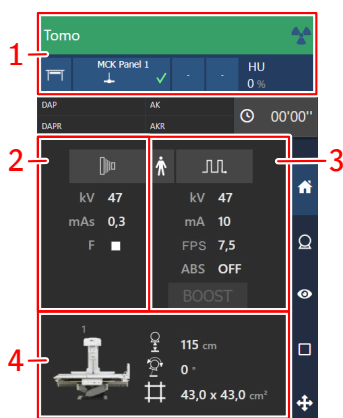 Tomo
1
MCK Panel 1
- -
HU
0 %
DAP AK
DAPR AKR
00'00''
2 3
kV 47
mAs 0,3
F
kV 47
mA 10
FPS 7,5
ABS OFF
BOOST
4
1
115 cm
0 °
43,0 x 43,0 cm²